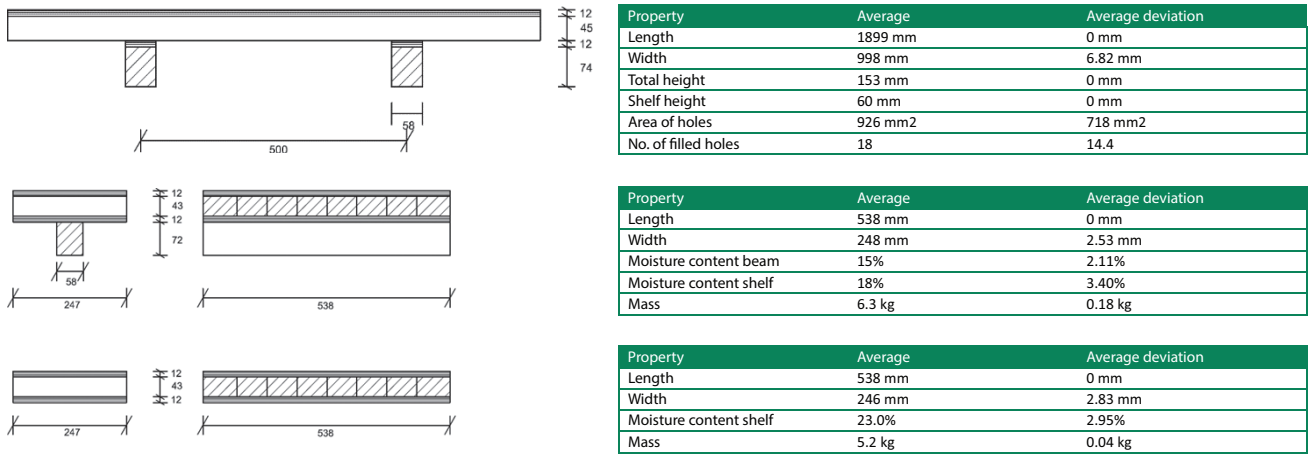 12
45
12
74
58
500
Property Average Average deviation
Length 1899 mm 0 mm
Width 998 mm 6.82 mm
Total height 153 mm 0 mm
Shelf height 60 mm 0 mm
Area of holes 926 mm2 718 mm2
No. of filled holes 18 14.4
12
43
12
72
58
247
538
Property Average Average deviation
Length 538 mm 0 mm
Width 248 mm 2.53 mm
Moisture content beam 15% 2.11%
Moisture content shelf 18% 3.40%
Mass 6.3 kg 0.18 kg
12
43
12
247
538
Property Average Average deviation
Length 538 mm 0 mm
Width 246 mm 2.83 mm
Moisture content shelf 23.0% 2.95%
Mass 5.2 kg 0.04 kg